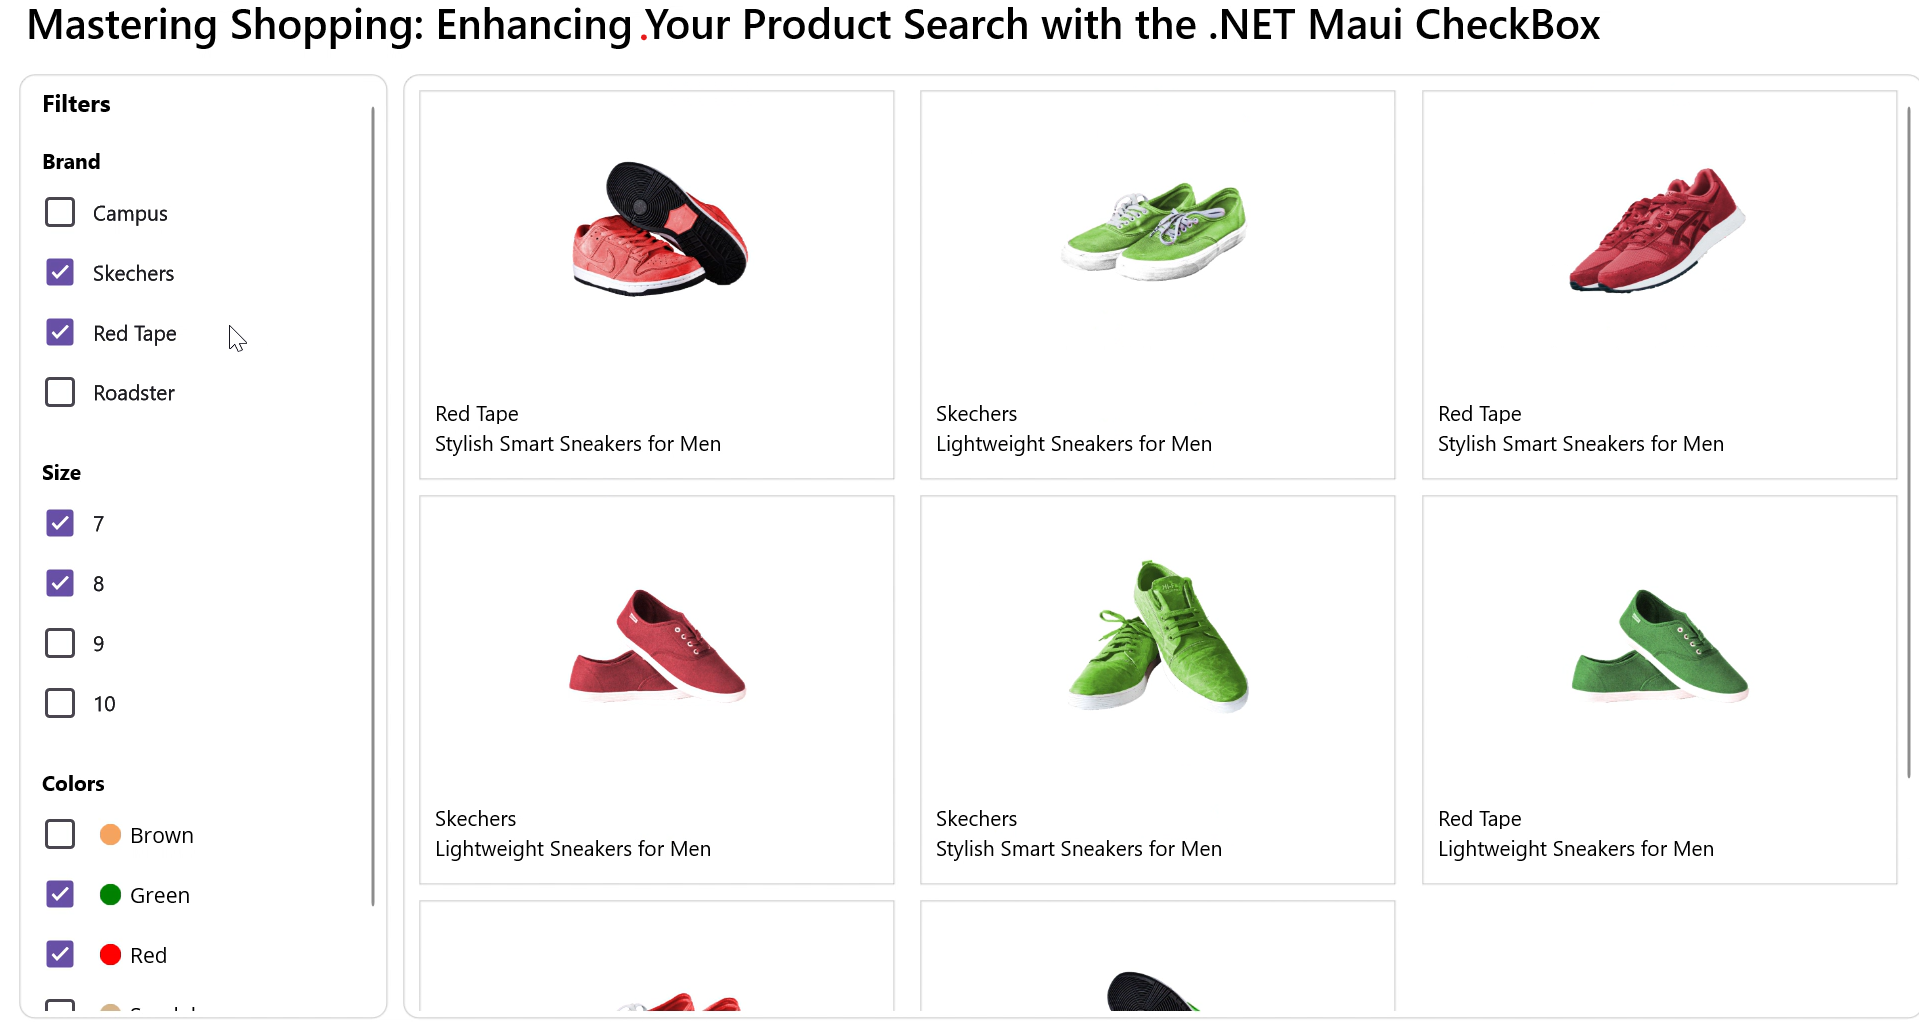 Mastering Shopping: Enhancing .Your Product Search with the .NET Maui CheckBox
Filters
Brand
Campus
Skechers
Red Tape
Roadster
Size
7
8
9
10
Colors
Brown
Green
Red
Red Tape
Stylish Smart Sneakers for Men
Skechers
Lightweight Sneakers for Men
Red Tape
Stylish Smart Sneakers for Men
Skechers
Lightweight Sneakers for Men
Skechers
Stylish Smart Sneakers for Men
Red Tape
Lightweight Sneakers for Men